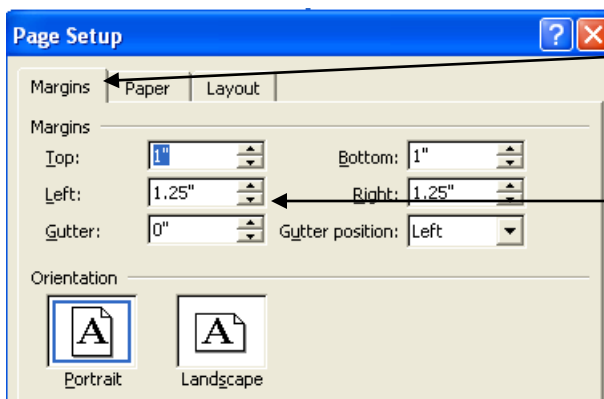 Page Setup
Margins Paper Layout
Margins
Top: 1" Bottom: 1"
Left: 1.25" Right: 1.25"
Gutter: 0" Gutter position: Left
Orientation
A A
Portrait Landscape